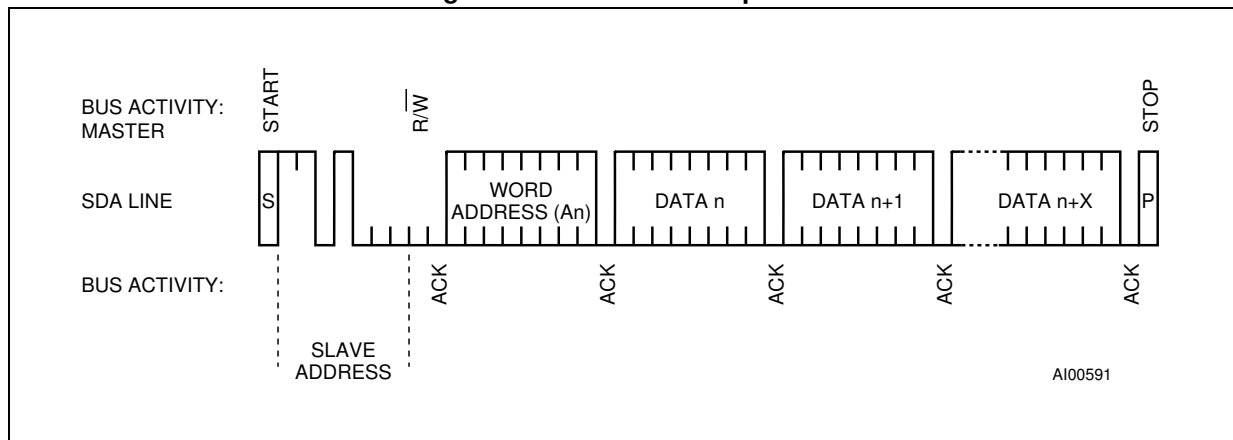 BUS ACTIVITY:
MASTER
START
R/W
STOP
SDA LINE
S
WORD
ADDRESS (An)
DATA n
DATA n+1
DATA n+X
P
BUS ACTIVITY:
ACK
ACK
ACK
ACK
ACK
SLAVE
ADDRESS
AI00591